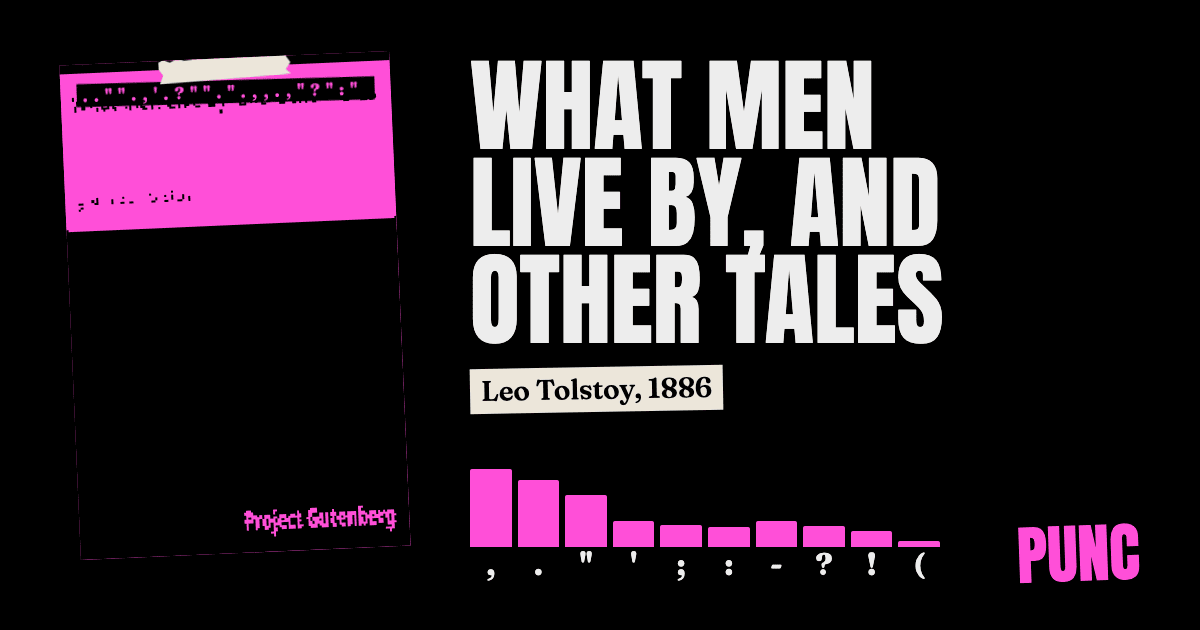 . . " " . , ' . ? " " . " . , , . , " ? " : "
Project Gutenberg
WHAT MEN
LIVE BY, AND
OTHER TALES
Leo Tolstoy, 1886
, . " ' ; : - ? ! (
PUNC